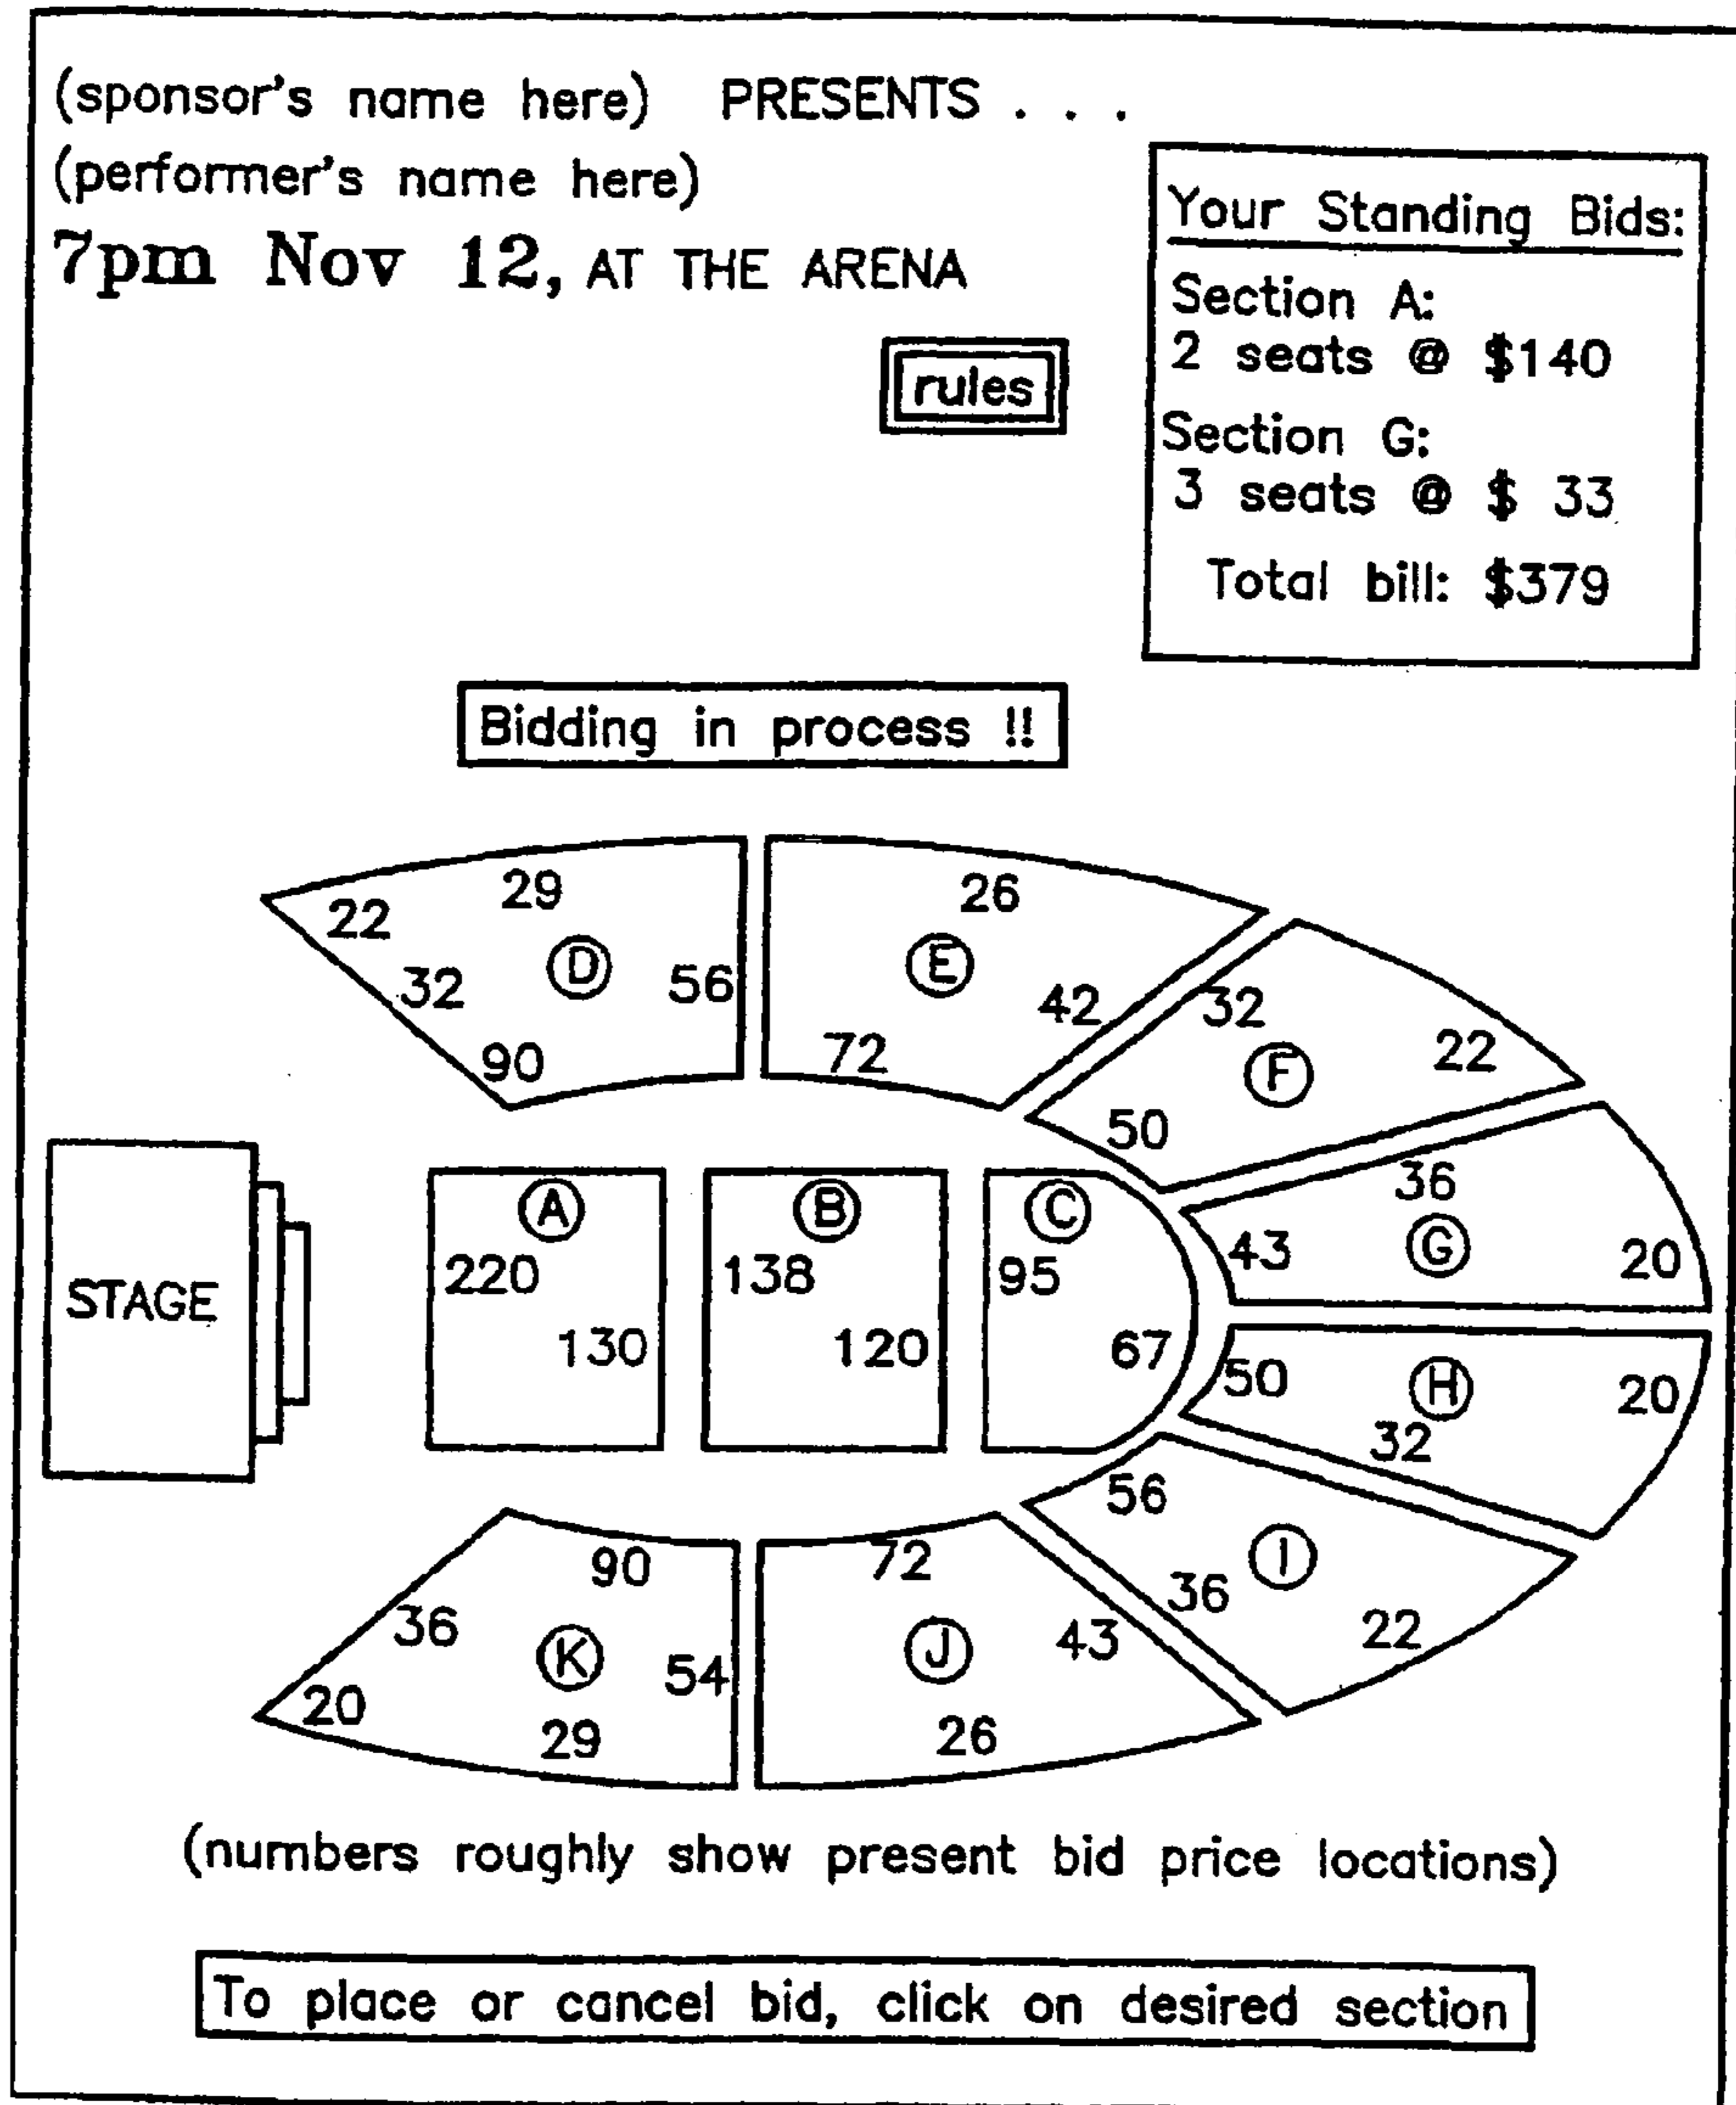 (sponsor's name here) PRESENTS . . .
(performer's name here)
7pm Nov 12, AT THE ARENA
rules
Your Standing Bids:
Section A:
2 seats @ $140
Section G:
3 seats @ $ 33
Total bill: $379
Bidding in process !!
29
22
D
32
56
90
26
E
42
72
32
22
F
50
36
43
G
20
STAGE
A
220
130
B
138
120
C
95
67
50
H
20
32
56
I
36
22
90
36
K
54
20
29
72
J
43
26
(numbers roughly show present bid price locations)
To place or cancel bid, click on desired section